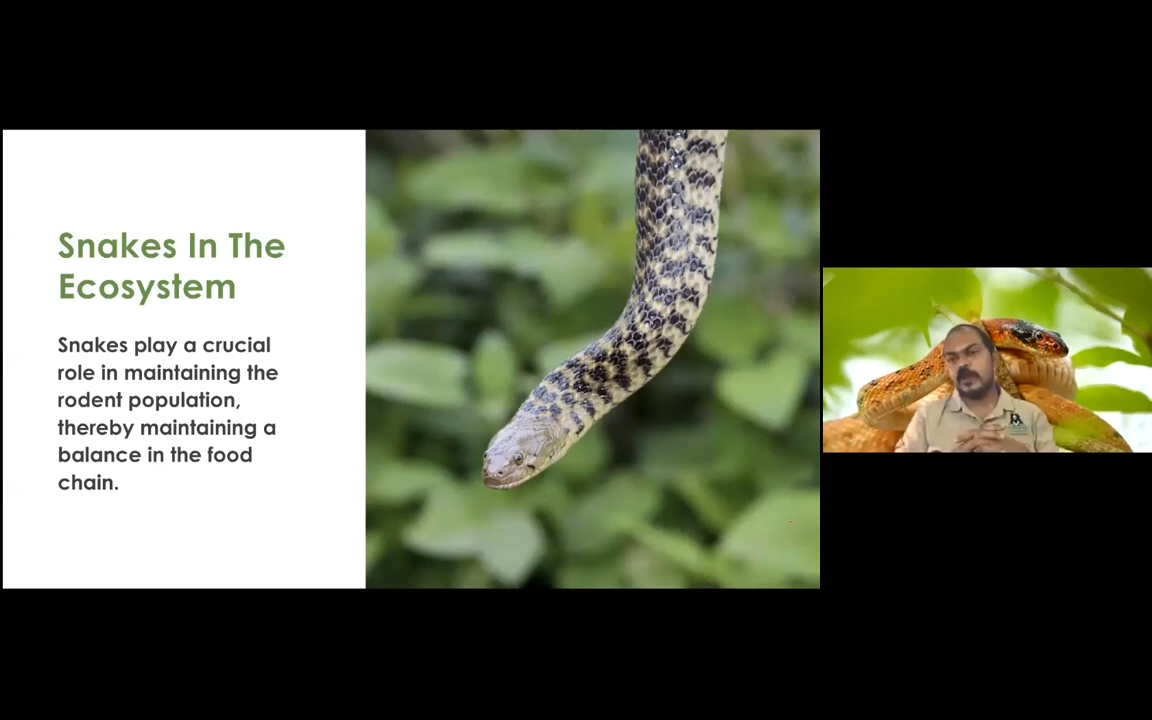 Snakes In The
Ecosystem
Snakes play a crucial
role in maintaining the
rodent population,
thereby maintaining a
balance in the food
chain.